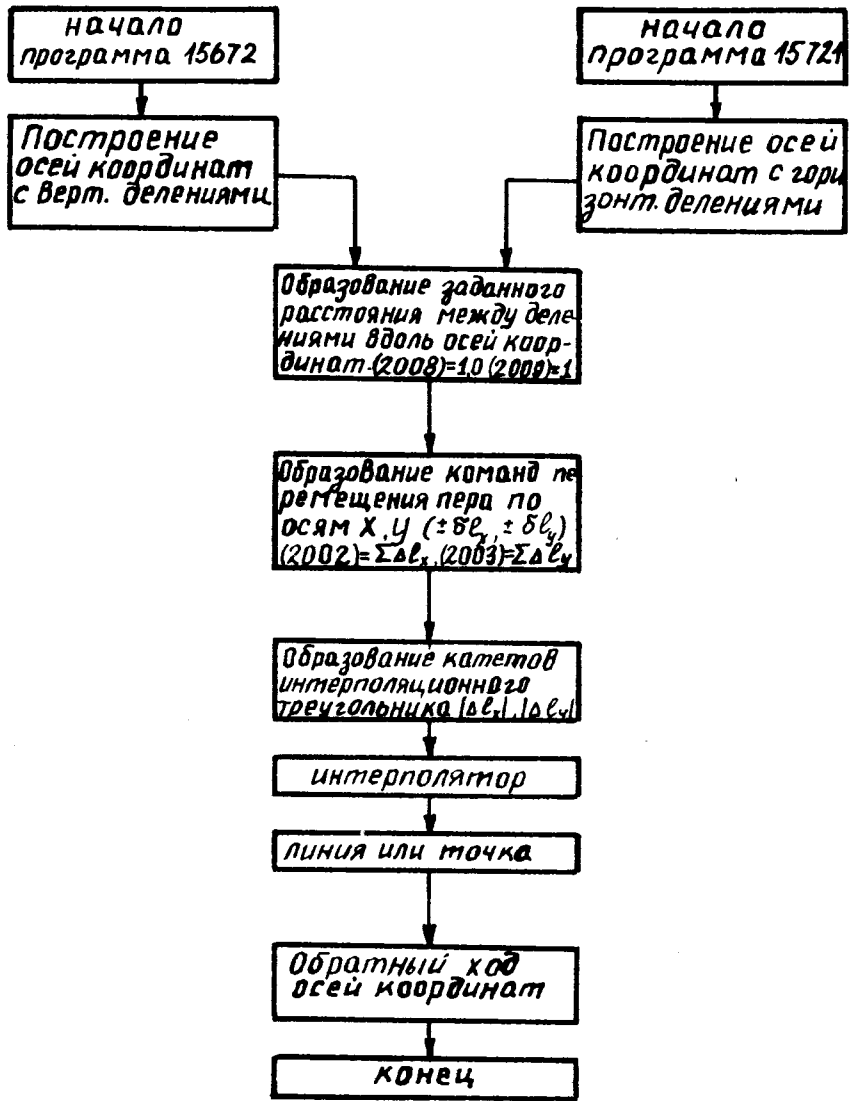 начало
программа 15672
начало
программа 15721
Построение
осей координат
с верт. делениями
Построение осей
координат с гори
зонт. делениями
Образование заданного
расстояния между деле-
ниями вдоль осей коор-
динат.(2008)=1,0 (2009)=1
Образование команд пе
ремещения пера по
осям X, У (±δℓx, ±δℓy)
(2002)=ΣΔℓx, (2003)=ΣΔℓy
Образование катетов
интерполяционного
треугольника |Δℓx|, |Δℓy|
интерполятор
линия или точка
Обратный ход
осей координат
конец